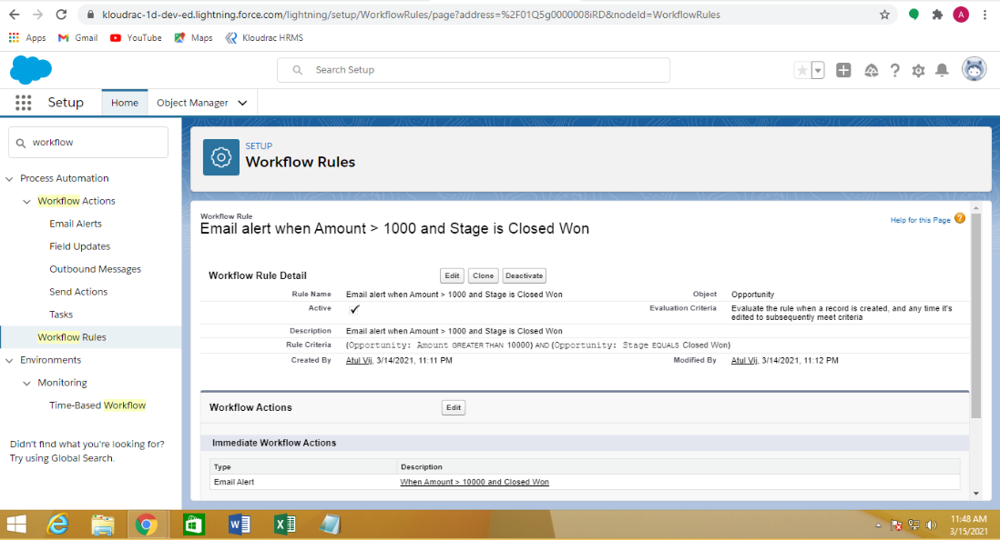 kloudrac-1d-dev-ed.lightning.force.com/lightning/setup/WorkflowRules/page?address=%2F01Q5g0000008iRD&nodeId=WorkflowRules
A
Apps Gmail YouTube Maps Kloudrac HRMS
Search Setup
Setup Home Object Manager
workflow
SETUP
Workflow Rules
Process Automation
Workflow Actions
Email Alerts
Field Updates
Outbound Messages
Send Actions
Tasks
Workflow Rules
Environments
Monitoring
Time-Based Workflow
Didn't find what you're looking for?
Try using Global Search.
Workflow Rule
Email alert when Amount > 1000 and Stage is Closed Won
Help for this Page ?
Workflow Rule Detail Edit Clone Deactivate
Rule Name Email alert when Amount > 1000 and Stage is Closed Won Object Opportunity
Active Evaluation Criteria Evaluate the rule when a record is created, and any time it's
edited to subsequently meet criteria
Description Email alert when Amount > 1000 and Stage is Closed Won
Rule Criteria (Opportunity: Amount GREATER THAN 10000) AND (Opportunity: Stage EQUALS Closed Won)
Created By Atul Vij, 3/14/2021, 11:11 PM Modified By Atul Vij, 3/14/2021, 11:12 PM
Workflow Actions Edit
Immediate Workflow Actions
Type Description
Email Alert When Amount > 10000 and Closed Won
11:48 AM
3/15/2021